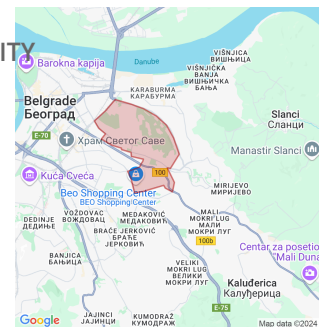 VIŠNJICA
ВИШЊИЦА
ITY
Barokna kapija
Danube
VIŠNJIČKA
BANJA
ВИШЊИЧКА
БАЊА
KARABURMA
КАРАБУРМА
Belgrade
Београд
Slanci
Сланци
E-70
Храм Светог Саве
Manastir Slanci
100
Kuća Cveća
MIRIJEVO
МИРИЈЕВО
Beo Shopping Center
BEO Shopping Center
VOŽDOVAC
ВОЖДОВАЦ
MEDAKOVIĆ
МЕДАКОВИЋ
MALI
MOKRI LUG
МАЛИ
МОКРИ ЛУГ
DEDINJE
ДЕДИЊЕ
BRAĆE JERKOVIĆ
БРАЋЕ
ЈЕРКОВИЋ
100b
Centar za posetio
Mali Duna
BANJICA
БАЊИЦА
VELIKI
MOKRI LUG
ВЕЛИКИ
МОКРИ ЛУГ
Kaluđerica
Калуђерица
E-75
JAJINCI
ЈАЈИНЦИ
KUMODRAŽ
КУМОДРАЖ
Google
Map data ©2024